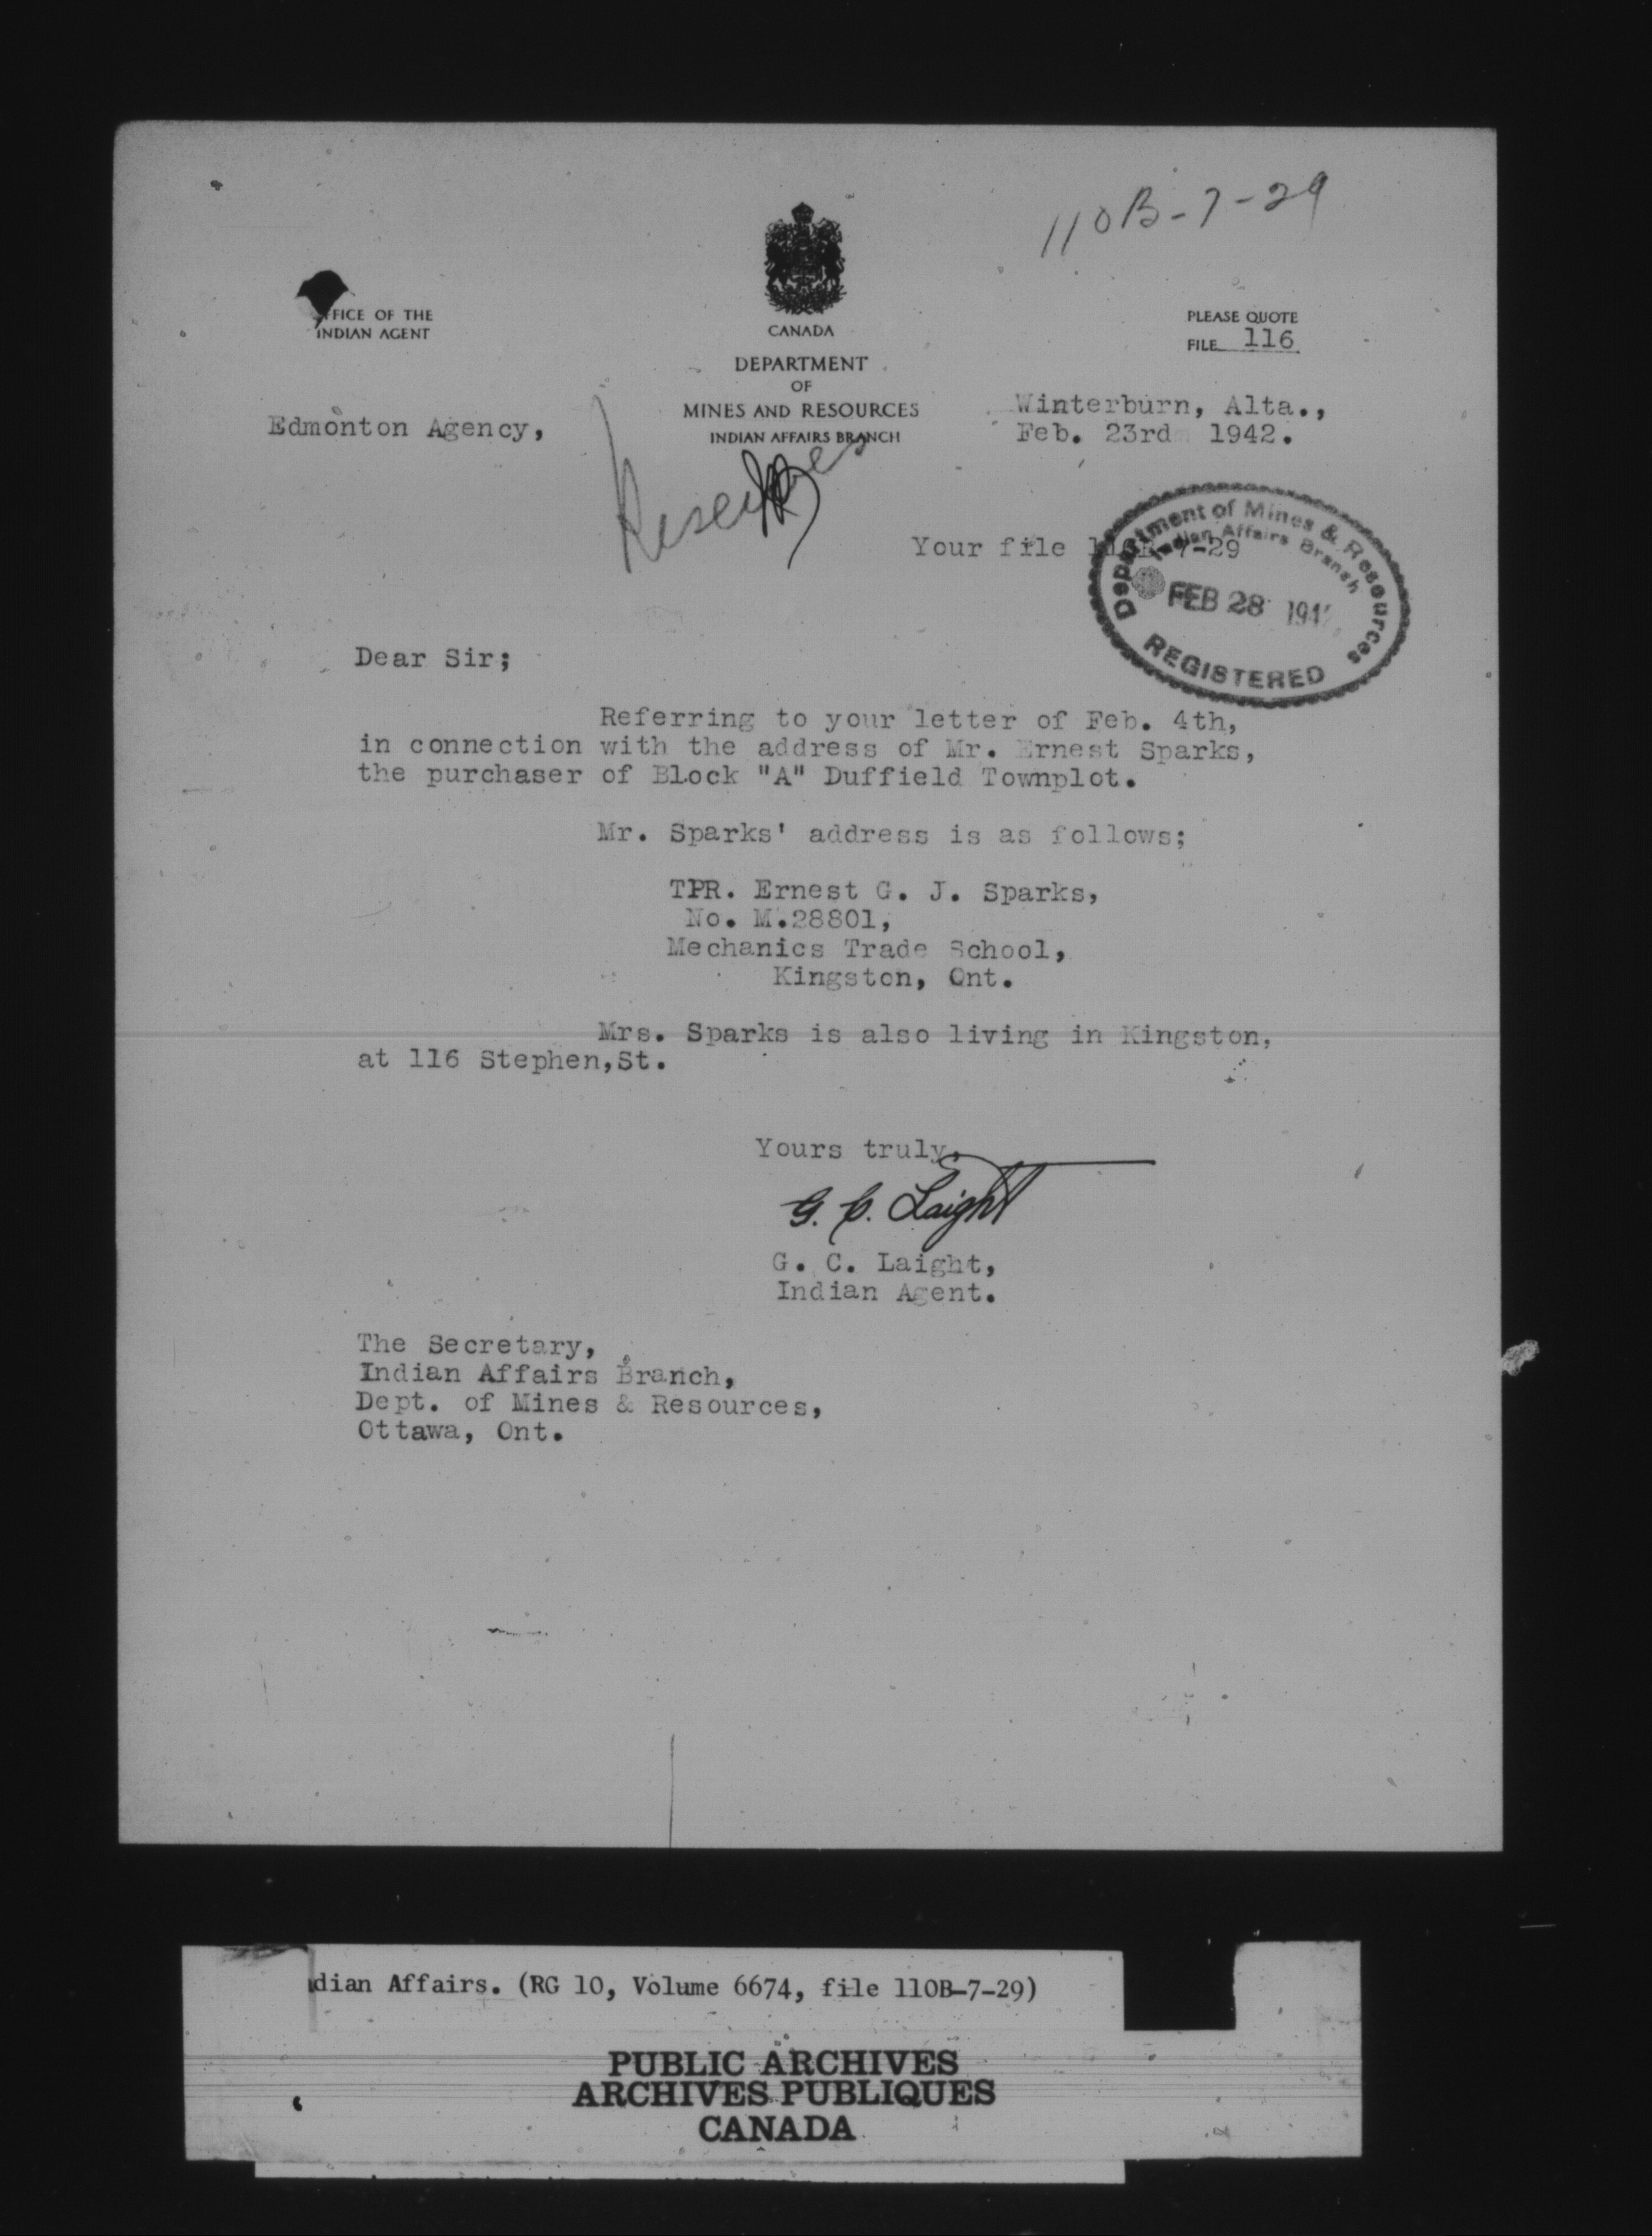 110B-7-29
OFFICE OF THE
INDIAN AGENT
CANADA
DEPARTMENT
OF
MINES AND RESOURCES
INDIAN AFFAIRS BRANCH
PLEASE QUOTE
FILE 116
Edmonton Agency,
Winterburn, Alta.,
Feb. 23rd 1942.
Your file 110B-7-29
Department of Mines & Resources
Indian Affairs Branch
FEB 28 1942
REGISTERED
Dear Sir;
Referring to your letter of Feb. 4th,
in connection with the address of Mr. Ernest Sparks,
the purchaser of Block "A" Duffield Townplot.
Mr. Sparks' address is as follows;
TPR. Ernest G. J. Sparks,
No. M.28801,
Mechanics Trade School,
Kingston, Ont.
Mrs. Sparks is also living in Kingston,
at 116 Stephen,St.
Yours truly,
G. C. Laight
G. C. Laight,
Indian Agent.
The Secretary,
Indian Affairs Branch,
Dept. of Mines & Resources,
Ottawa, Ont.
dian Affairs. (RG 10, Volume 6674, file 110B-7-29)
PUBLIC ARCHIVES
ARCHIVES PUBLIQUES
CANADA